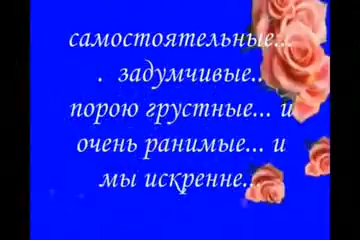 самостоятельные...
. задумчивые..
порою грустные... и
очень ранимые... и
мы искренне..